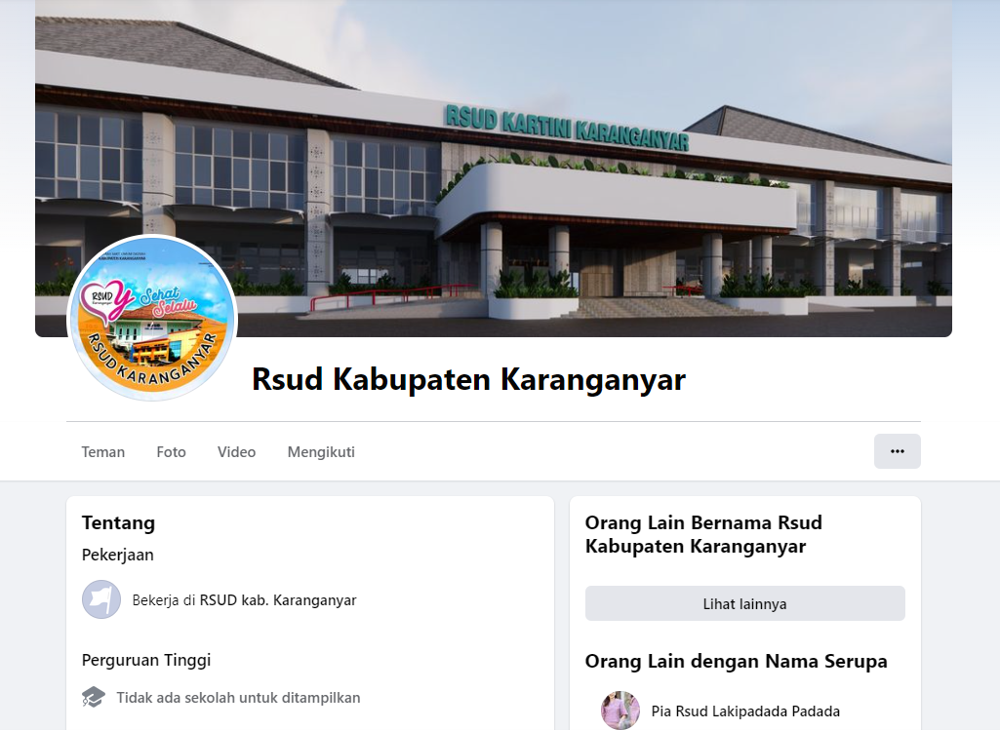 RSUD KARTINI KARANGANYAR
KABUPATEN KARANGANYAR
RSUD
Karanganyar
Y
Sehat
Selalu
RSUD KARANGANYAR
Rsud Kabupaten Karanganyar
Teman Foto Video Mengikuti
Tentang
Pekerjaan
Bekerja di RSUD kab. Karanganyar
Perguruan Tinggi
Tidak ada sekolah untuk ditampilkan
Orang Lain Bernama Rsud
Kabupaten Karanganyar
Lihat lainnya
Orang Lain dengan Nama Serupa
Pia Rsud Lakipadada Padada